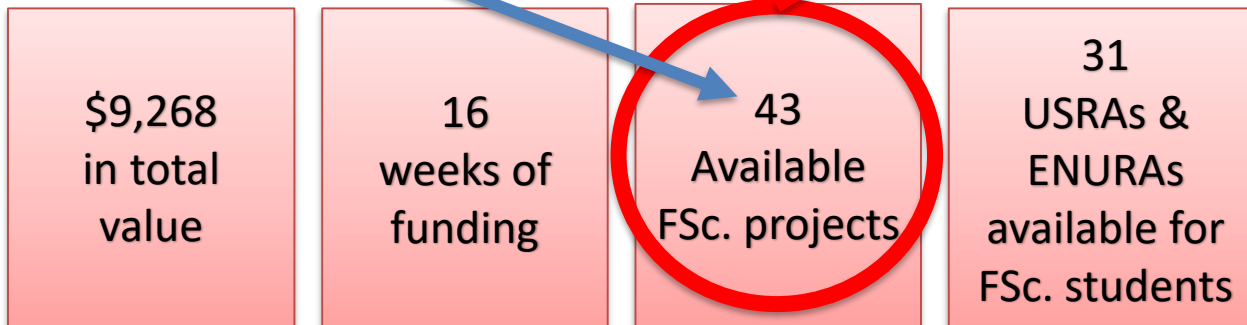 $9,268
in total
value
16
weeks of
funding
43
Available
FSc. projects
31
USRAs &
ENURAs
available for
FSc. students